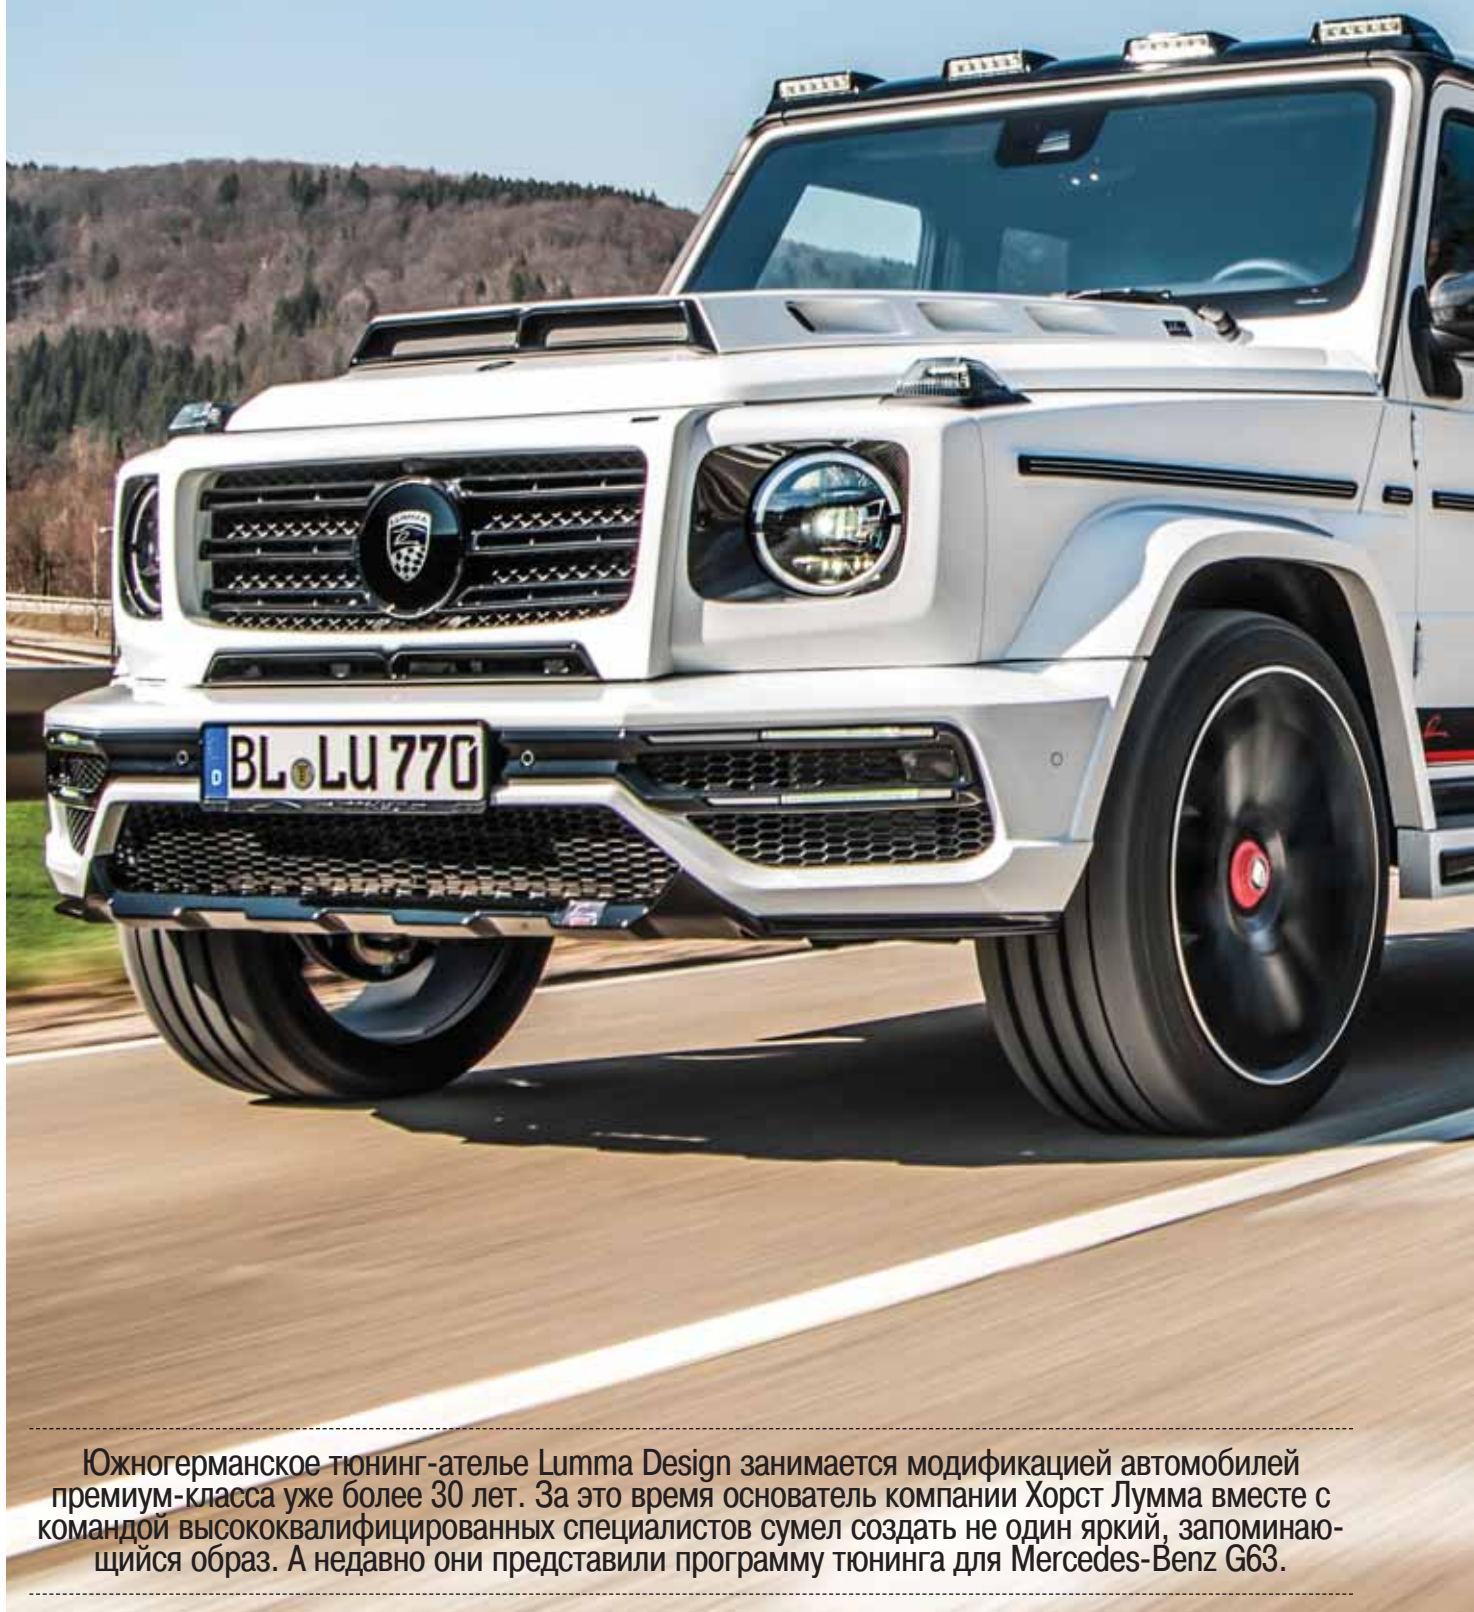 LUMMA
D
BL LU 770
Южногерманское тюнинг-ателье Lumma Design занимается модификацией автомобилей
премиум-класса уже более 30 лет. За это время основатель компании Хорст Лумма вместе с
командой высококвалифицированных специалистов сумел создать не один яркий, запоминаю-
щийся образ. А недавно они представили программу тюнинга для Mercedes-Benz G63.